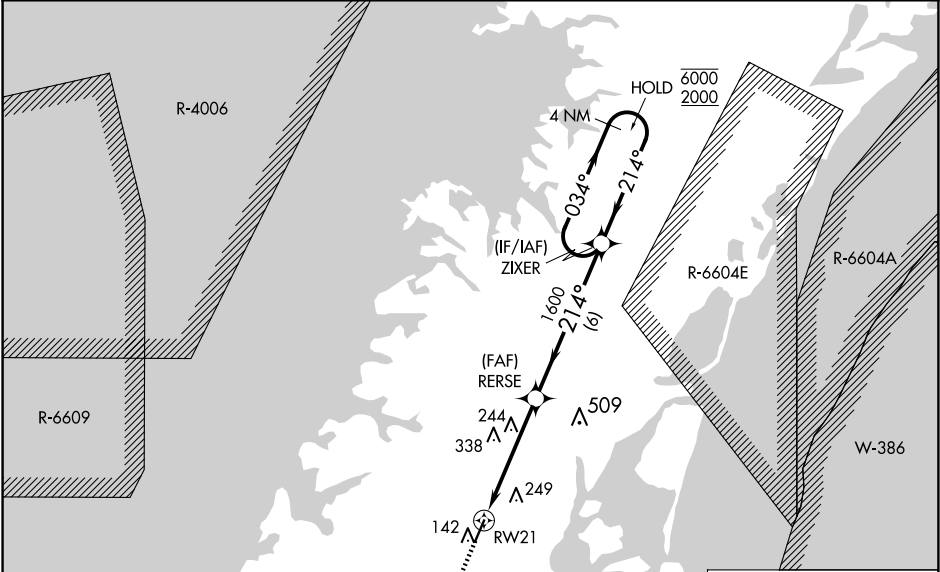 R-4006
HOLD
6000
2000
4 NM
034°
214°
(IF/IAF)
ZIXER
R-6604E
R-6604A
1600
214°
(6)
(FAF)
RERSE
509
244
338
R-6609
W-386
249
142
RW21